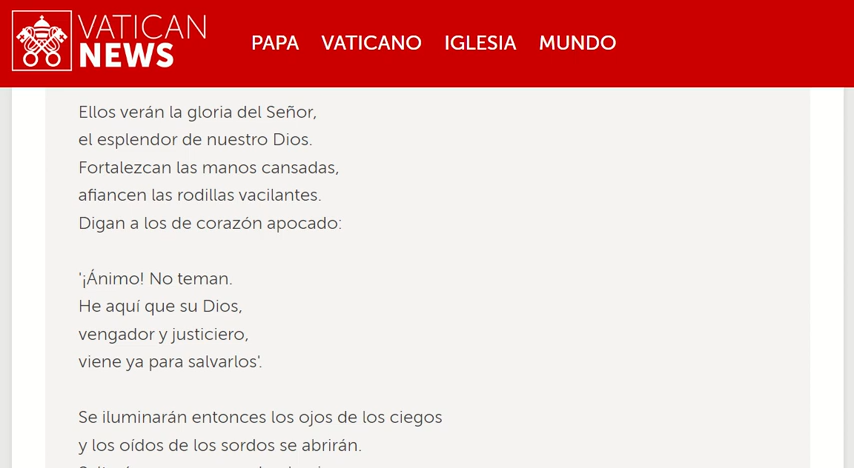 VATICAN
NEWS
PAPA VATICANO IGLESIA MUNDO
Ellos verán la gloria del Señor,
el esplendor de nuestro Dios.
Fortalezcan las manos cansadas,
afiancen las rodillas vacilantes.
Digan a los de corazón apocado:
'¡Ánimo! No teman.
He aquí que su Dios,
vengador y justiciero,
viene ya para salvarlos'.
Se iluminarán entonces los ojos de los ciegos
y los oídos de los sordos se abrirán.